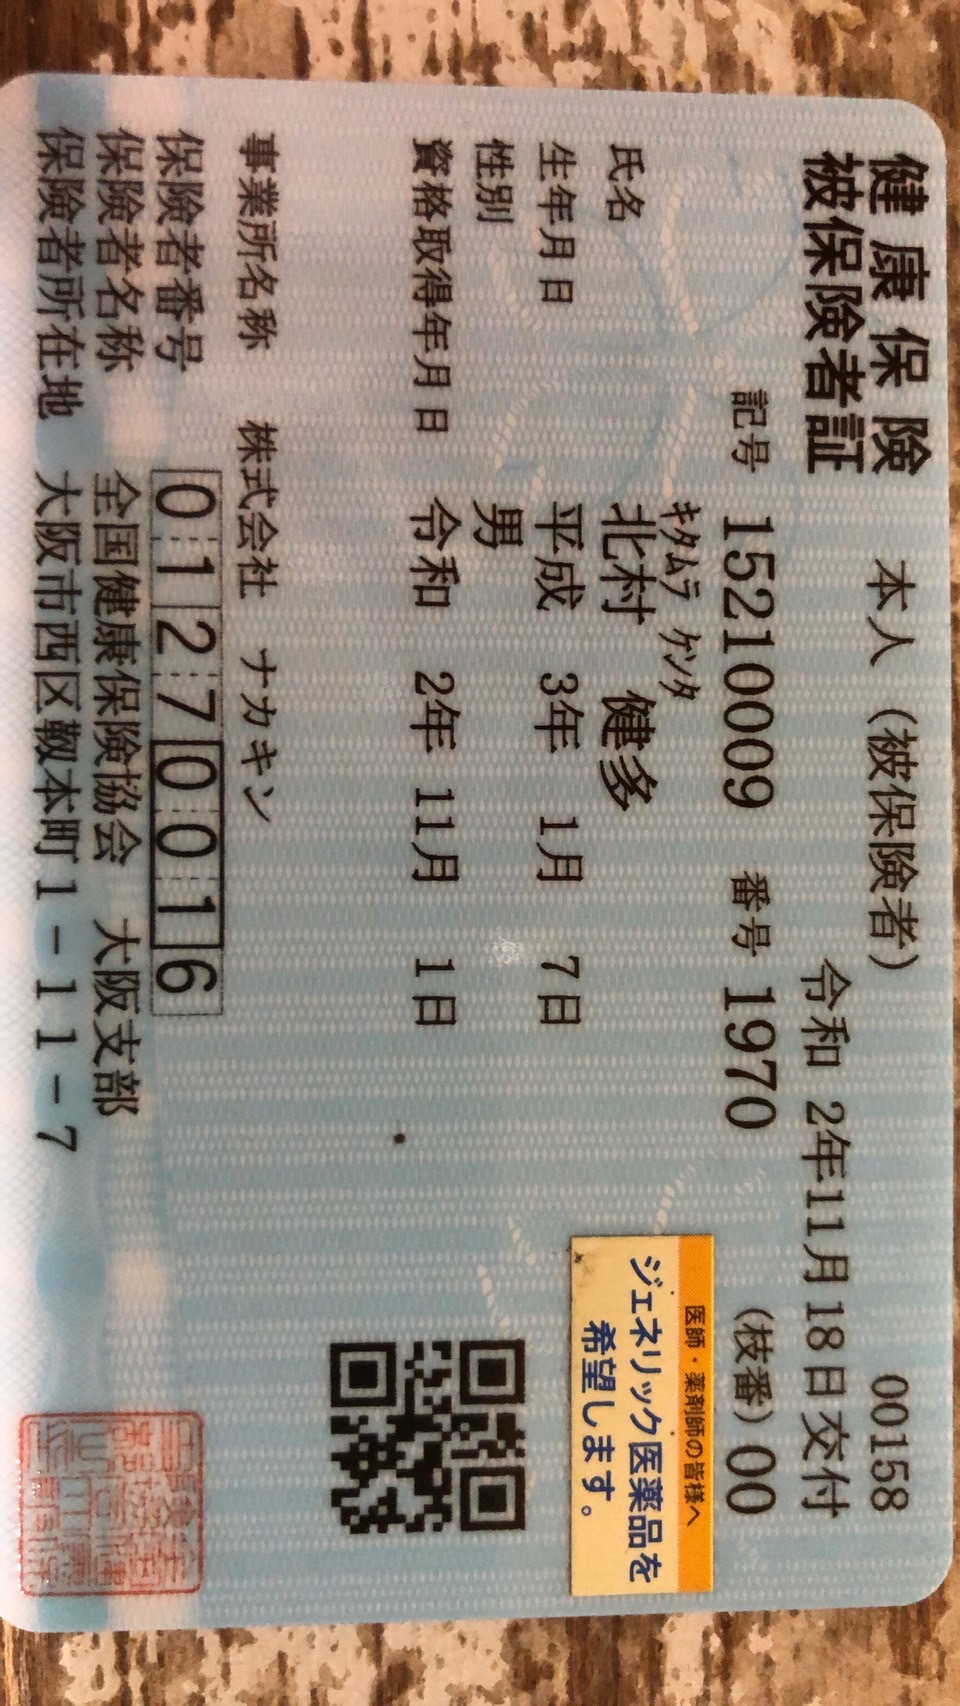 健康保険 本人（被保険者） 00158
被保険者証 令和 2年11月18日交付
記号 15210009 番号 1970 （枝番）00
ｷﾀﾑﾗ ｹﾝﾀ
氏名 北村 健多
生年月日 平成 3年 1月 7日
性別 男
資格取得年月日 令和 2年 11月 1日
医師・薬剤師の皆様へ
ジェネリック医薬品を
希望します。
事業所名称 株式会社 ナカキン
保険者番号 01270016
保険者名称 全国健康保険協会 大阪支部
保険者所在地 大阪市西区靱本町1-11-7